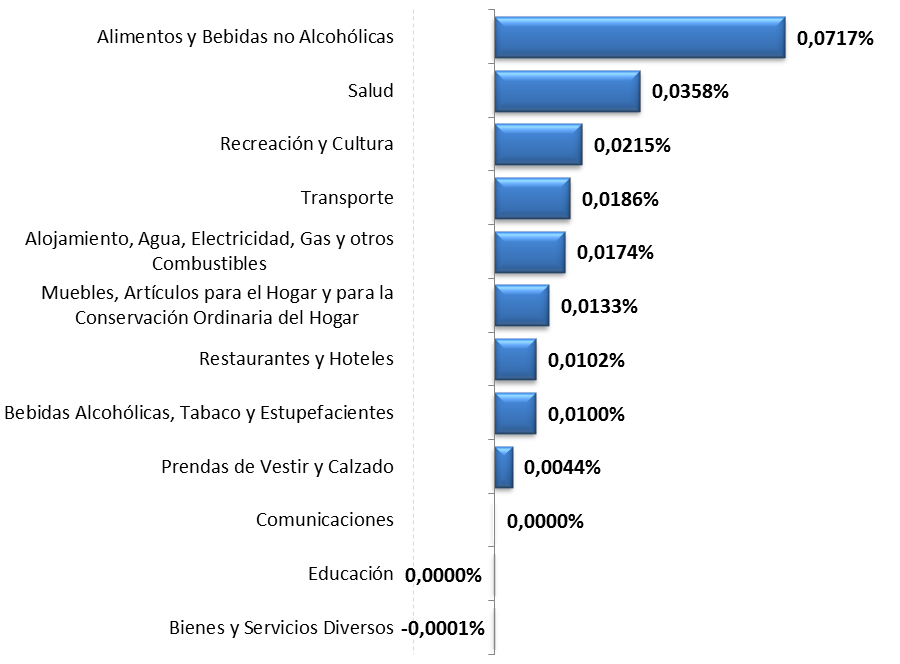 Alimentos y Bebidas no Alcohólicas 0,0717%
Salud 0,0358%
Recreación y Cultura 0,0215%
Transporte 0,0186%
Alojamiento, Agua, Electricidad, Gas y otros
Combustibles 0,0174%
Muebles, Artículos para el Hogar y para la
Conservación Ordinaria del Hogar 0,0133%
Restaurantes y Hoteles 0,0102%
Bebidas Alcohólicas, Tabaco y Estupefacientes 0,0100%
Prendas de Vestir y Calzado 0,0044%
Comunicaciones 0,0000%
Educación 0,0000%
Bienes y Servicios Diversos -0,0001%